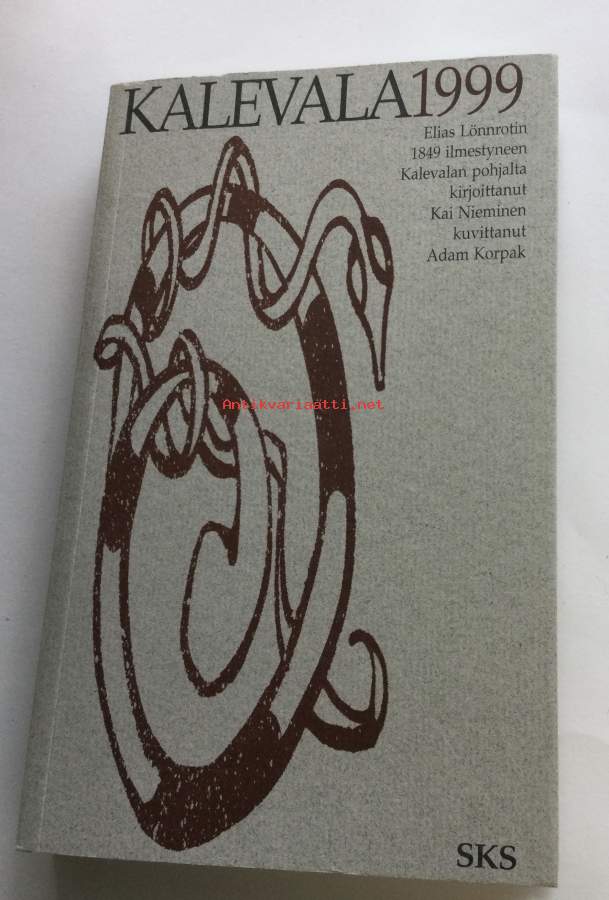 KALEVALA1999
Elias Lönnrotin
1849 ilmestyneen
Kalevalan pohjalta
kirjoittanut
Kai Nieminen
kuvittanut
Adam Korpak
Antikvariaatti.net
SKS